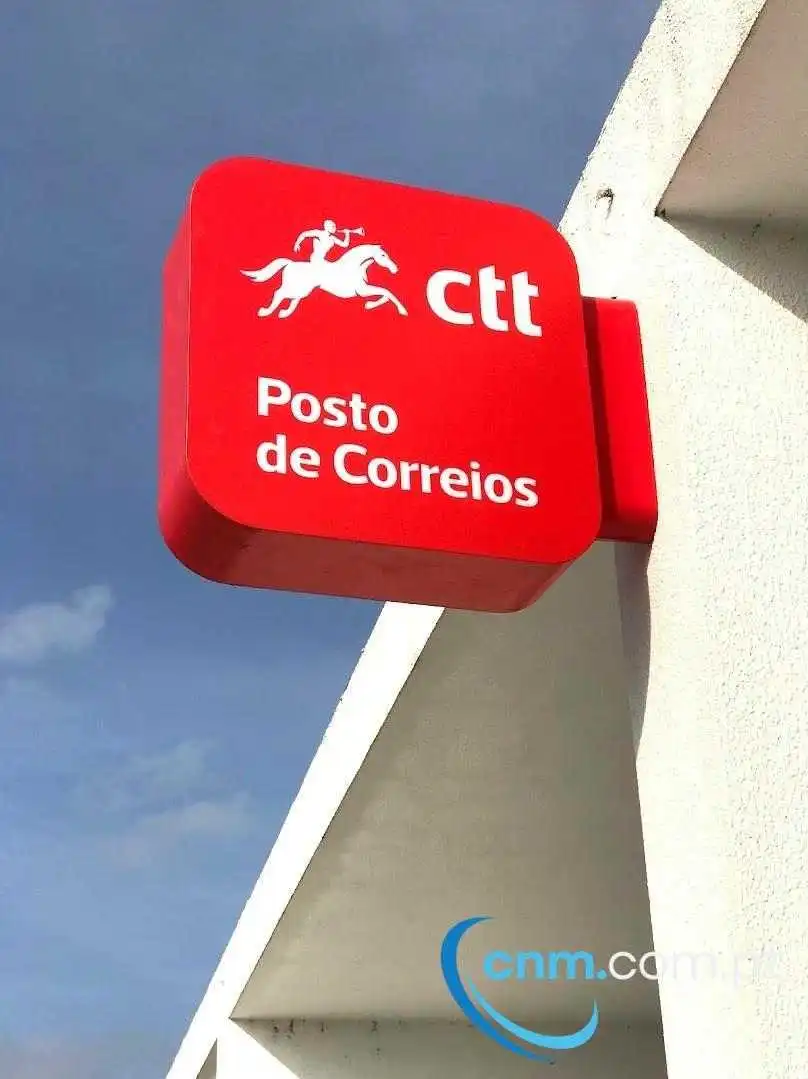 ctt
Posto
de Correios
cnm.com.pt